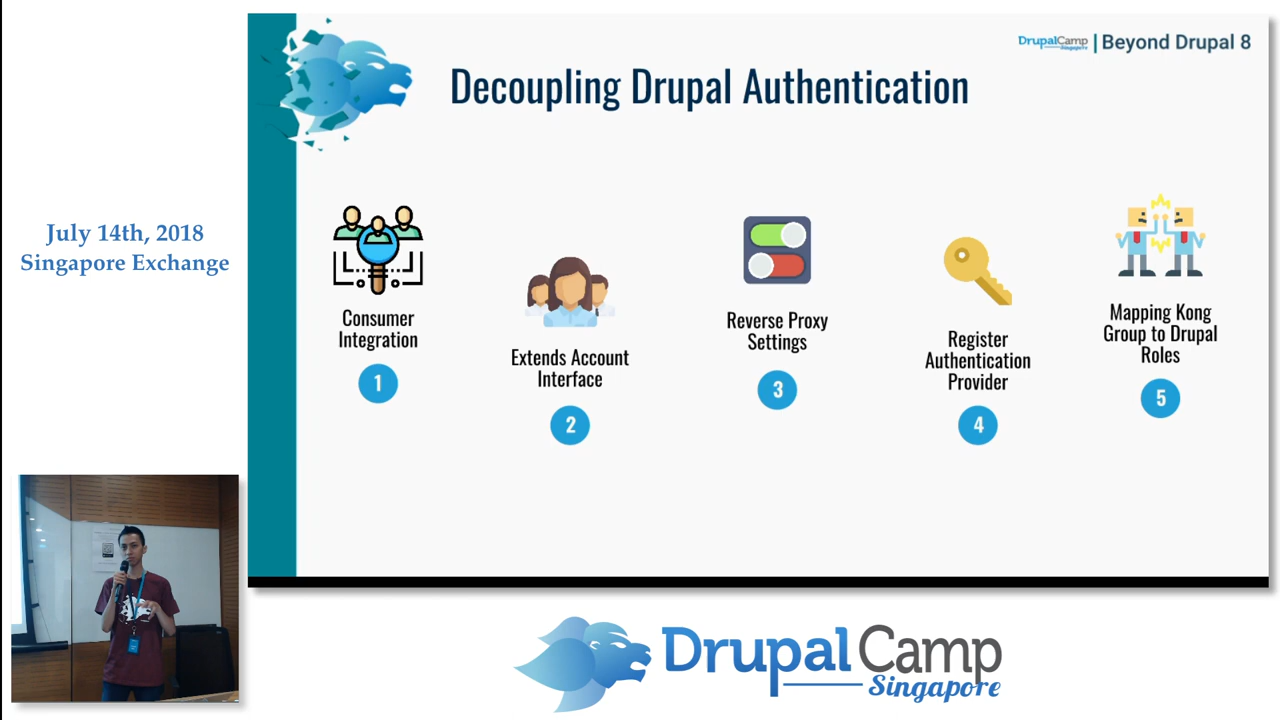 DrupalCamp
Singapore
Beyond Drupal 8
Decoupling Drupal Authentication
July 14th, 2018
Singapore Exchange
Consumer
Integration
1
Extends Account
Interface
2
Reverse Proxy
Settings
3
Register
Authentication
Provider
4
Mapping Kong
Group to Drupal
Roles
5
DrupalCamp
Singapore